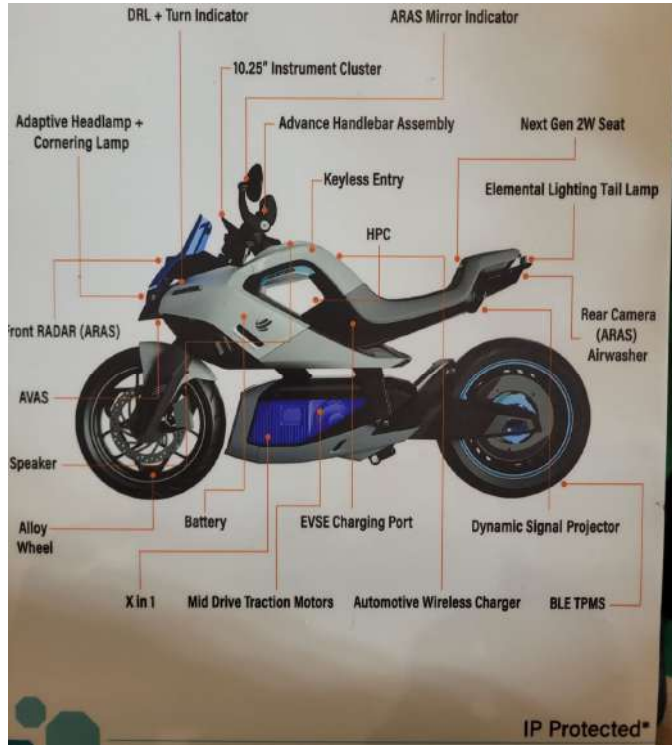 DRL + Turn Indicator
ARAS Mirror Indicator
10.25" Instrument Cluster
Adaptive Headlamp +
Cornering Lamp
Advance Handlebar Assembly
Next Gen 2W Seat
Keyless Entry
Elemental Lighting Tail Lamp
HPC
Front RADAR (ARAS)
Rear Camera
(ARAS)
Airwasher
AVAS
Speaker
Alloy
Wheel
Battery
EVSE Charging Port
Dynamic Signal Projector
X in 1
Mid Drive Traction Motors
Automotive Wireless Charger
BLE TPMS
IP Protected*